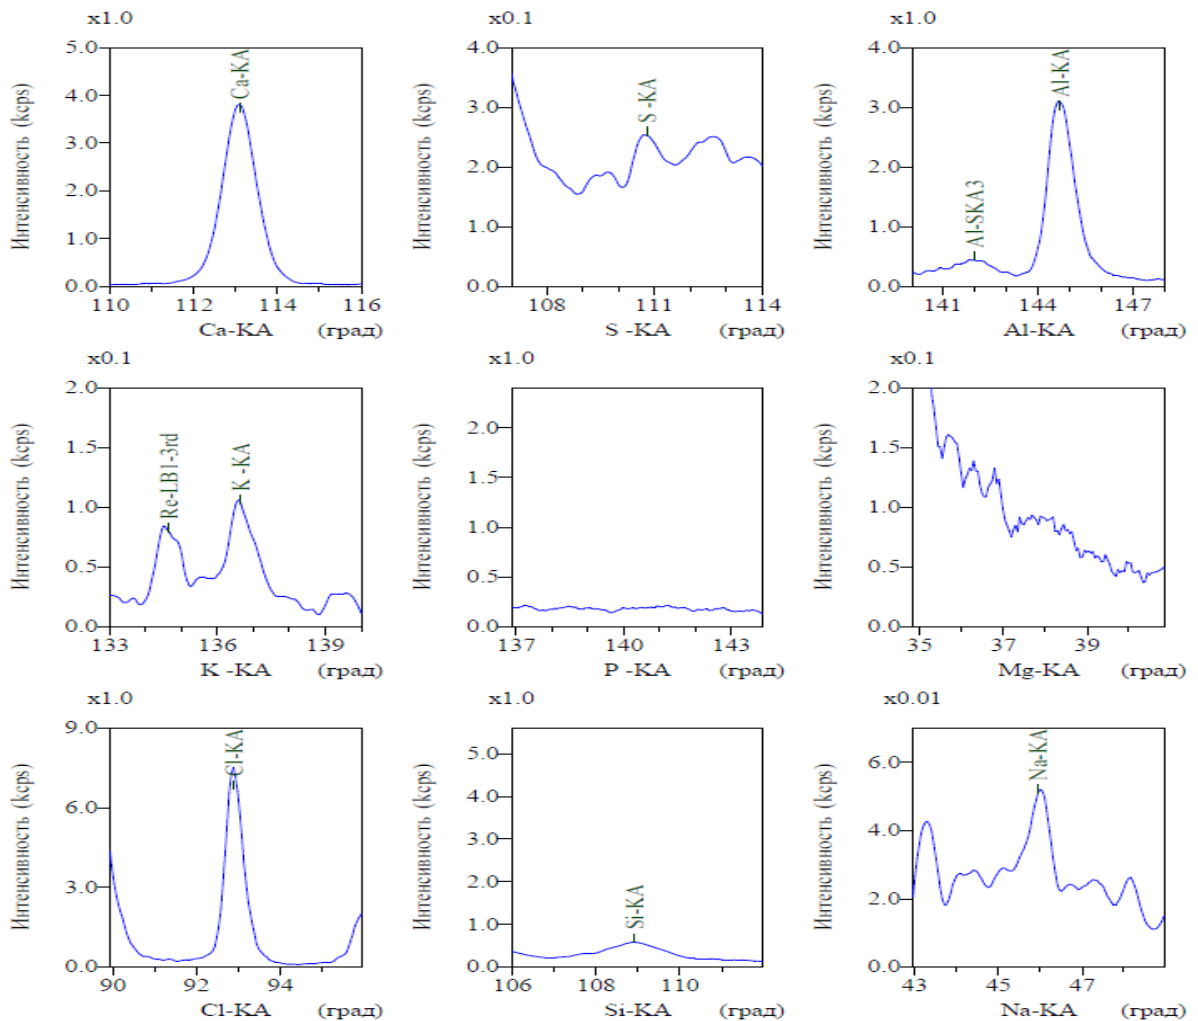 x1.0
Интенсивность (kcps)
5.0
4.0
3.0
2.0
1.0
0.0
Ca-KA
110 112 114 116
Ca-KA (град)
x0.1
Интенсивность (kcps)
4.0
3.0
2.0
1.0
0.0
S -KA
108 111 114
S -KA (град)
x1.0
Интенсивность (kcps)
4.0
3.0
2.0
1.0
0.0
Al-SKA3
Al-KA
141 144 147
Al-KA (град)
x0.1
Интенсивность (kcps)
2.0
1.5
1.0
0.5
0.0
Re-LB1-3rd
K -KA
133 136 139
K -KA (град)
x1.0
Интенсивность (kcps)
2.0
1.5
1.0
0.5
0.0
137 140 143
P -KA (град)
x0.1
Интенсивность (kcps)
2.0
1.5
1.0
0.5
0.0
35 37 39
Mg-KA (град)
x1.0
Интенсивность (kcps)
9.0
6.0
3.0
0.0
Cl-KA
90 92 94
Cl-KA (град)
x1.0
Интенсивность (kcps)
5.0
4.0
3.0
2.0
1.0
0.0
Si-KA
106 108 110
Si-KA (град)
x0.01
Интенсивность (kcps)
6.0
4.0
2.0
0.0
Na-KA
43 45 47
Na-KA (град)